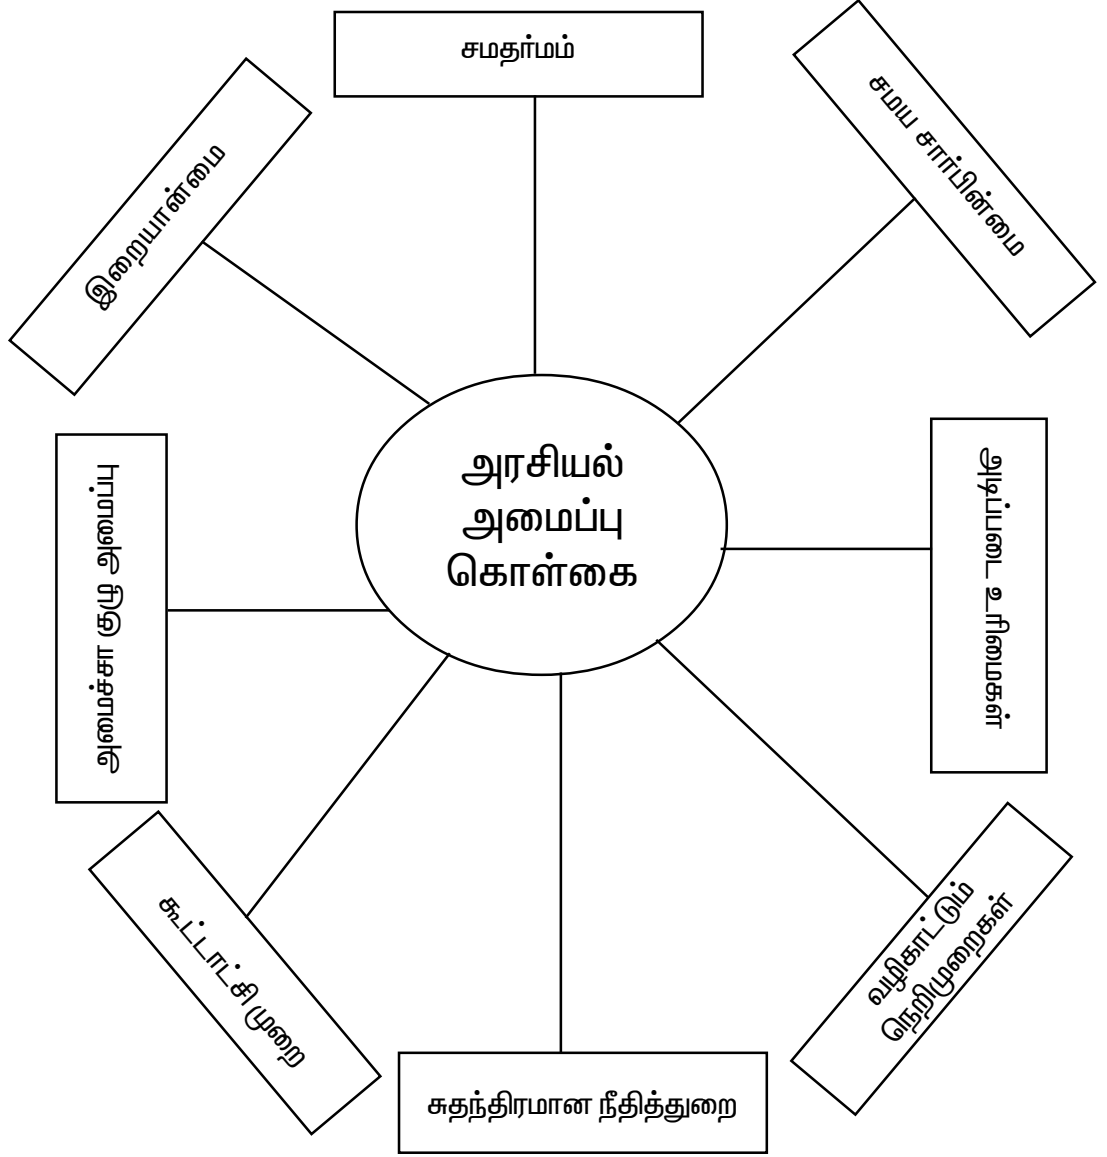 சமதர்மம்
சமய சார்பின்மை
இறையான்மை
அரசியல்
அமைப்பு
கொள்கை
அடிப்படை உரிமைகள்
அமைச்சா குழு அமைப்பு
வழிகாட்டும்
நெறிமுறைகள்
கூட்டாட்சி முறை
சுதந்திரமான நீதித்துறை